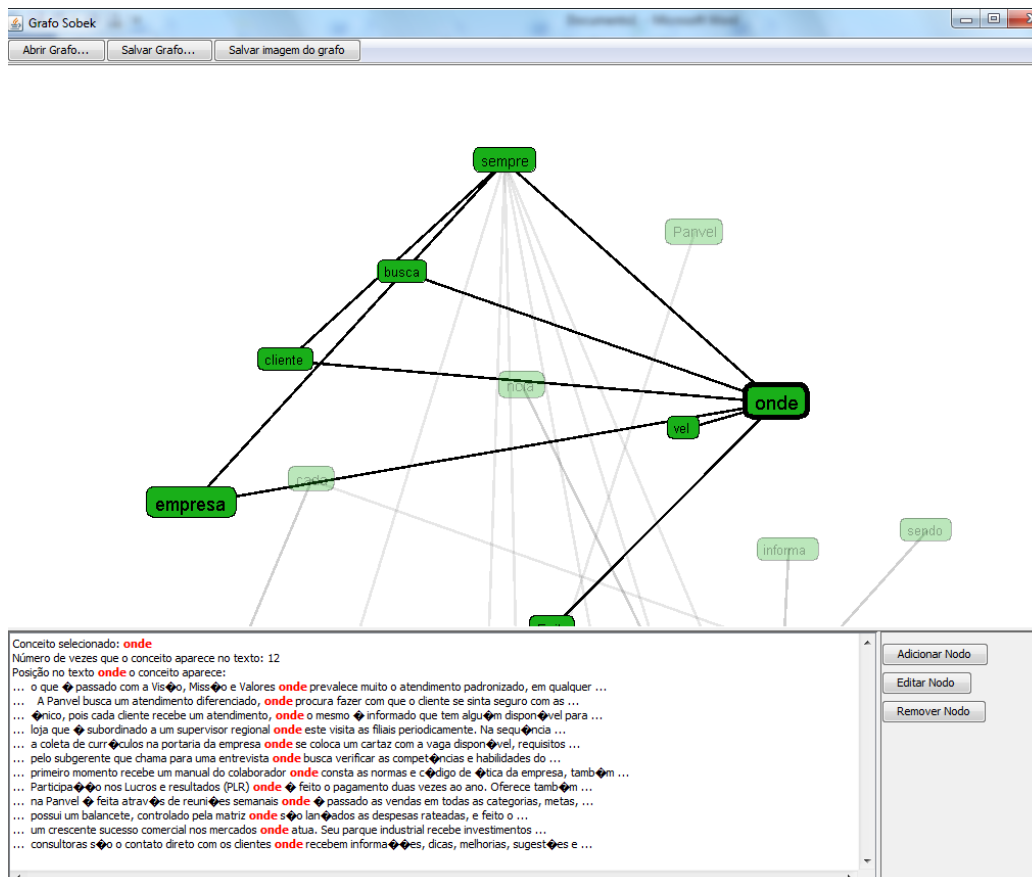 Grafo Sobek
Abrir Grafo...
Salvar Grafo...
Salvar imagem do grafo
sempre
Panvel
busca
cliente
ncia
onde
vel
cada
empresa
sendo
informa
Conceito selecionado: onde
Número de vezes que o conceito aparece no texto: 12
Posição no texto onde o conceito aparece:
... o que � passado com a Vis�o, Miss�o e Valores onde prevalece muito o atendimento padronizado, em qualquer ...
... A Panvel busca um atendimento diferenciado, onde procura fazer com que o cliente se sinta seguro com as ...
... �nico, pois cada cliente recebe um atendimento, onde o mesmo � informado que tem algu�m dispon�vel para ...
... loja que � subordinado a um supervisor regional onde este visita as filiais periodicamente. Na sequ�ncia ...
... a coleta de curr�culos na portaria da empresa onde se coloca um cartaz com a vaga dispon�vel, requisitos ...
... pelo subgerente que chama para uma entrevista onde busca verificar as compet�ncias e habilidades do ...
... primeiro momento recebe um manual do colaborador onde consta as normas e c�digo de �tica da empresa, tamb�m ...
... Participa��o nos Lucros e resultados (PLR) onde � feito o pagamento duas vezes ao ano. Oferece tamb�m ...
... na Panvel � feita atrav�s de reuni�es semanais onde � passado as vendas em todas as categorias, metas, ...
... possui um balancete, controlado pela matriz onde s�o lan�ados as despesas rateadas, e feito o ...
... um crescente sucesso comercial nos mercados onde atua. Seu parque industrial recebe investimentos ...
... consultoras s�o o contato direto com os clientes onde recebem informa��es, dicas, melhorias, sugest�es e ...
Adicionar Nodo
Editar Nodo
Remover Nodo